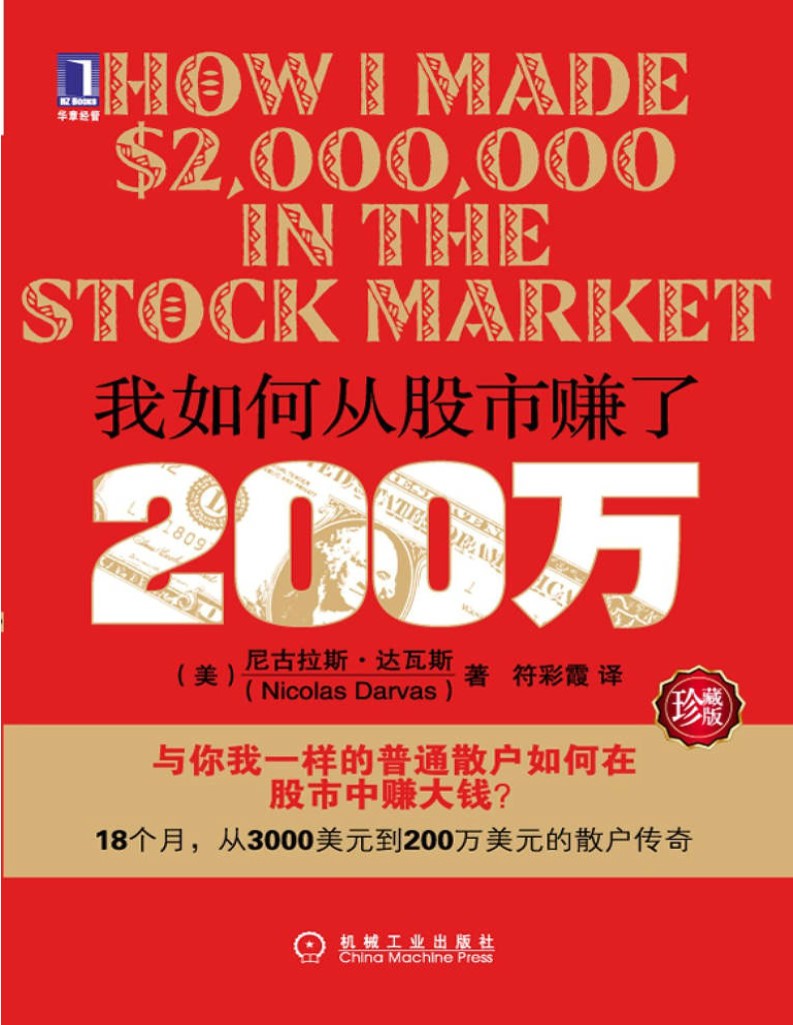 HZ Books
华章经管
HOW I MADE
$2,000,000
IN THE
STOCK MARKET
我如何从股市赚了
200万
（美）尼古拉斯·达瓦斯 著 符彩霞 译
（Nicolas Darvas）
珍藏版
与你我一样的普通散户如何在
股市中赚大钱？
18个月，从3000美元到200万美元的散户传奇
机械工业出版社
China Machine Press